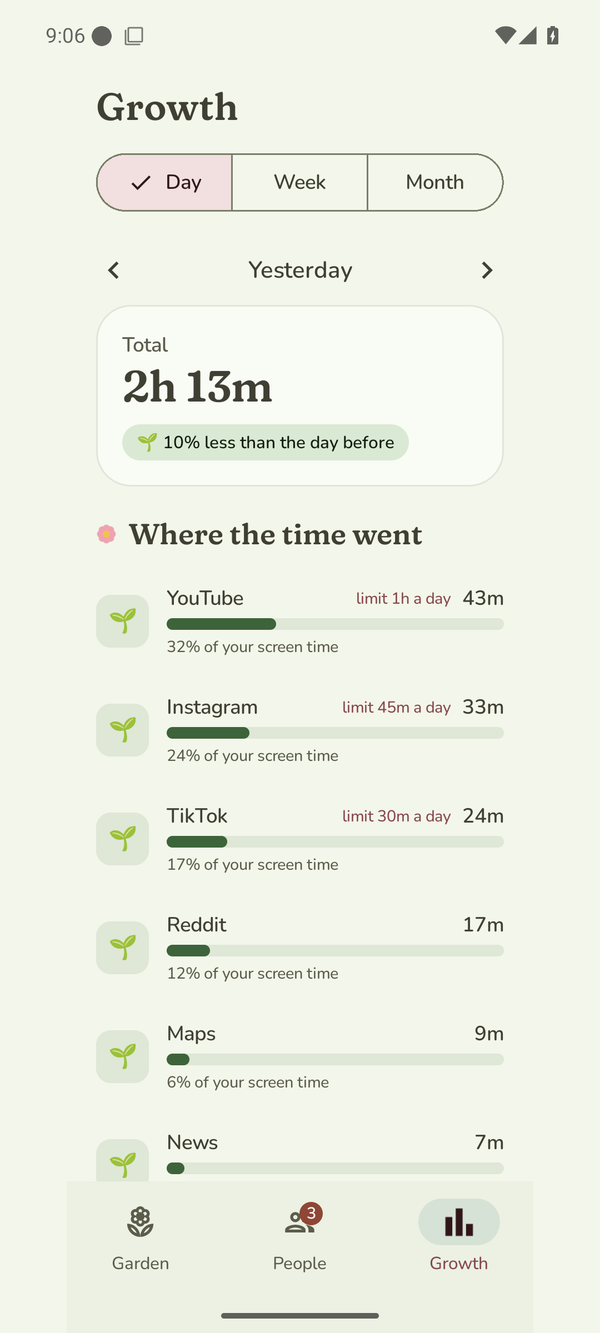 9:06
Growth
Day
Week
Month
Yesterday
Total
2h 13m
10% less than the day before
Where the time went
YouTube limit 1h a day 43m
32% of your screen time
Instagram limit 45m a day 33m
24% of your screen time
TikTok limit 30m a day 24m
17% of your screen time
Reddit 17m
12% of your screen time
Maps 9m
6% of your screen time
News 7m
3
Garden
People
Growth